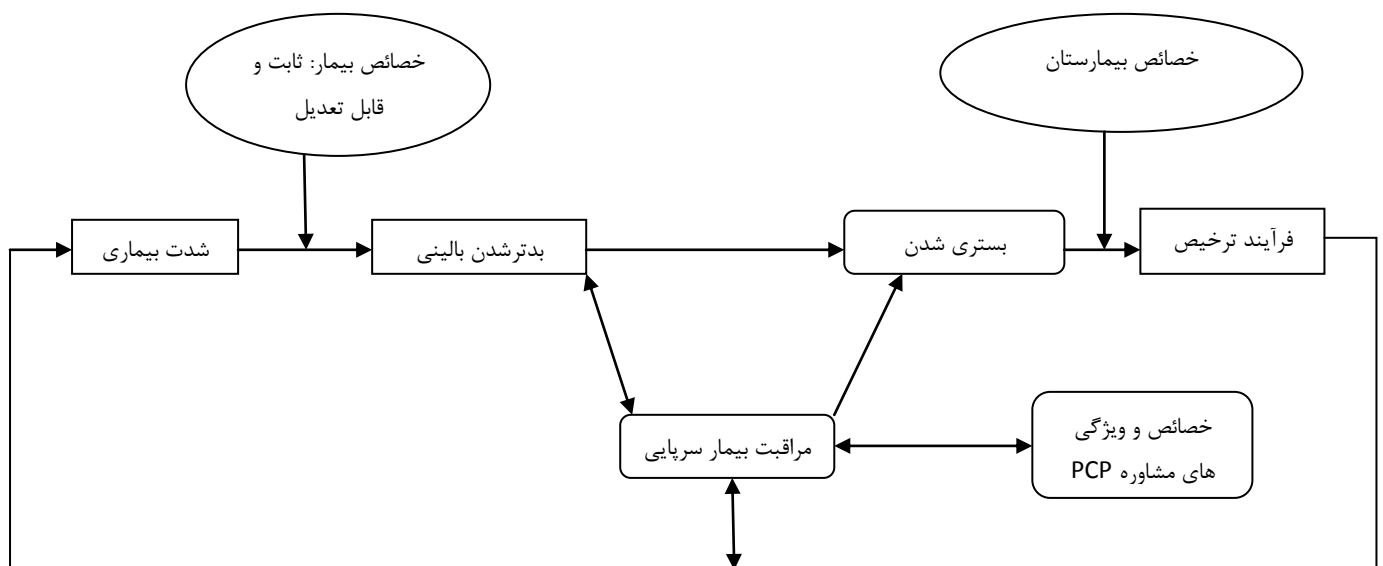 خصائص بیمارستان
خصائص بیمار: ثابت و
قابل تعدیل
فرآیند ترخیص
بستری شدن
بدترشدن بالینی
شدت بیماری
خصائص و ویژگی
های مشاوره PCP
مراقبت بیمار سرپایی